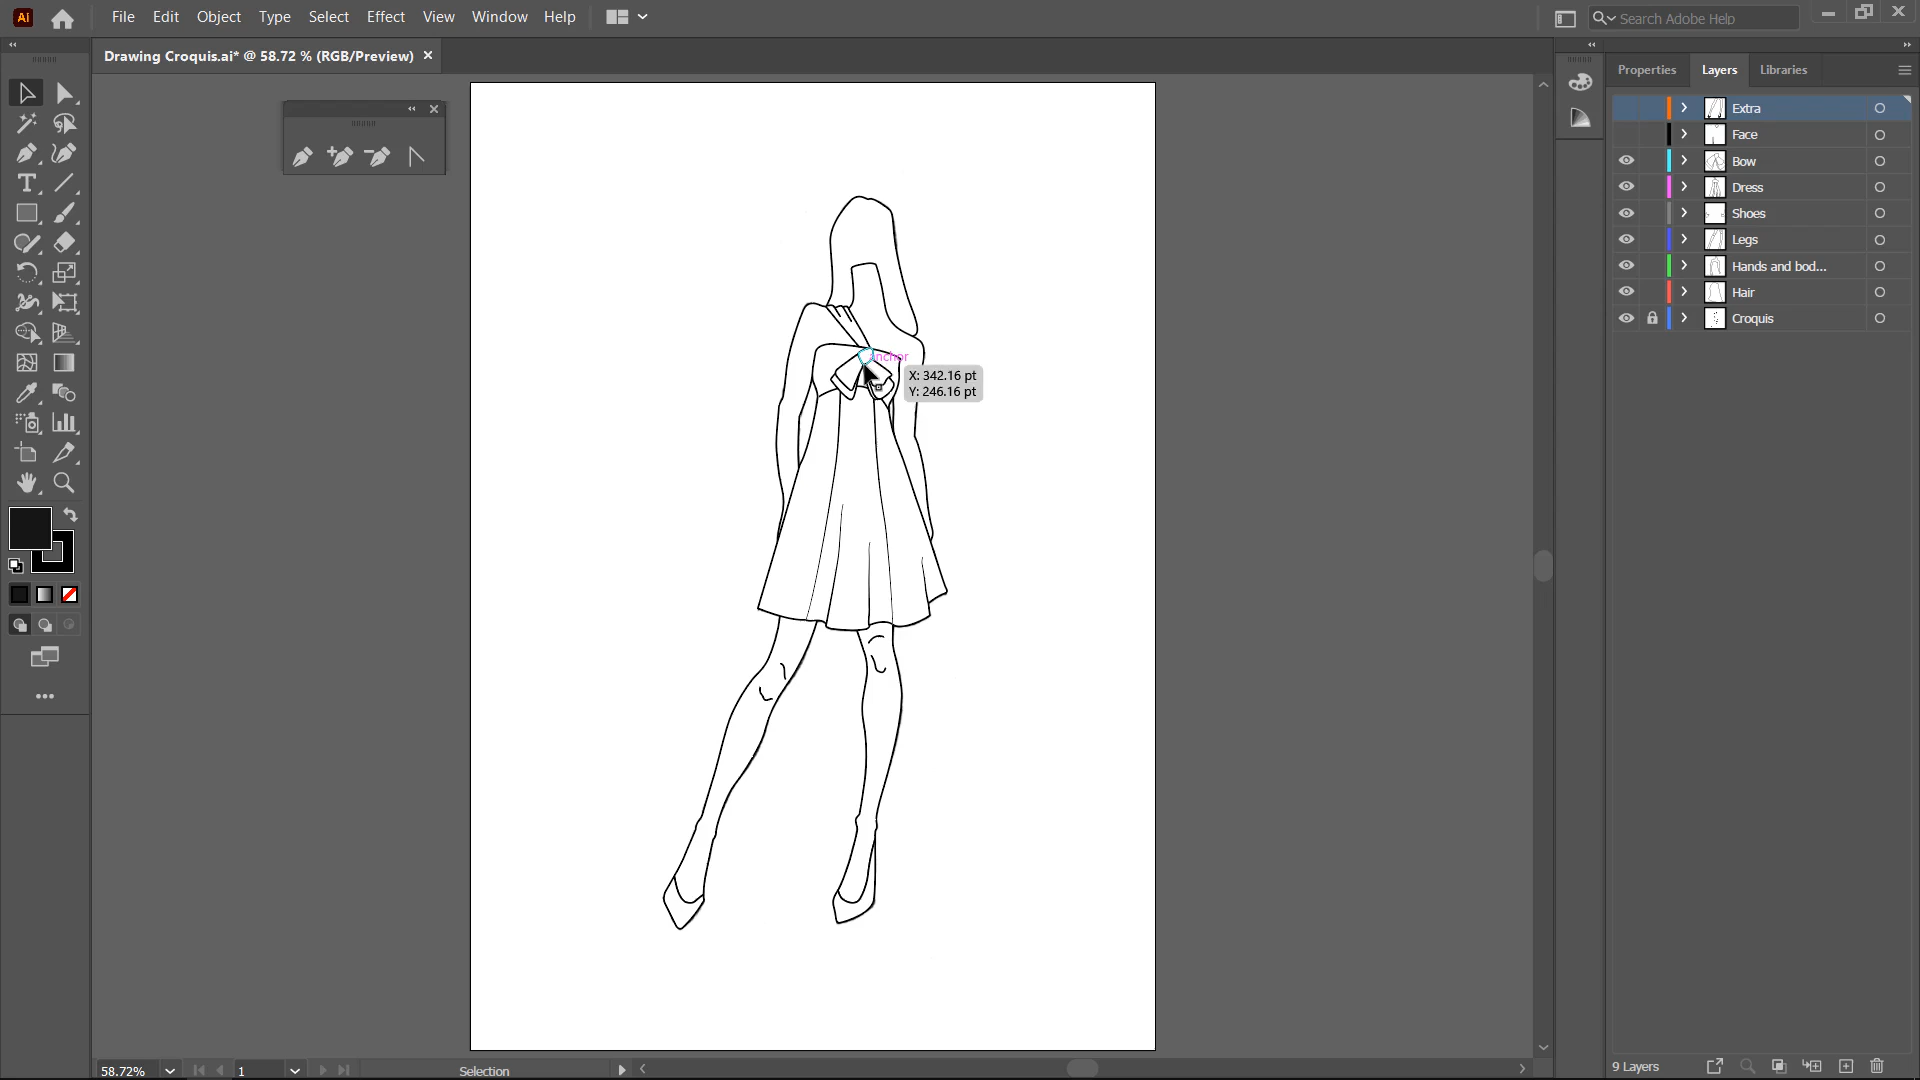 Ai File Edit Object Type Select Effect View Window Help Search Adobe Help
Drawing Croquis.ai* @ 58.72 % (RGB/Preview)
Properties Layers Libraries
Extra
Face
Bow
Dress
Shoes
Legs
Hands and bod...
Hair
Croquis
anchor
X: 342.16 pt
Y: 246.16 pt
58.72% 1 Selection
9 Layers